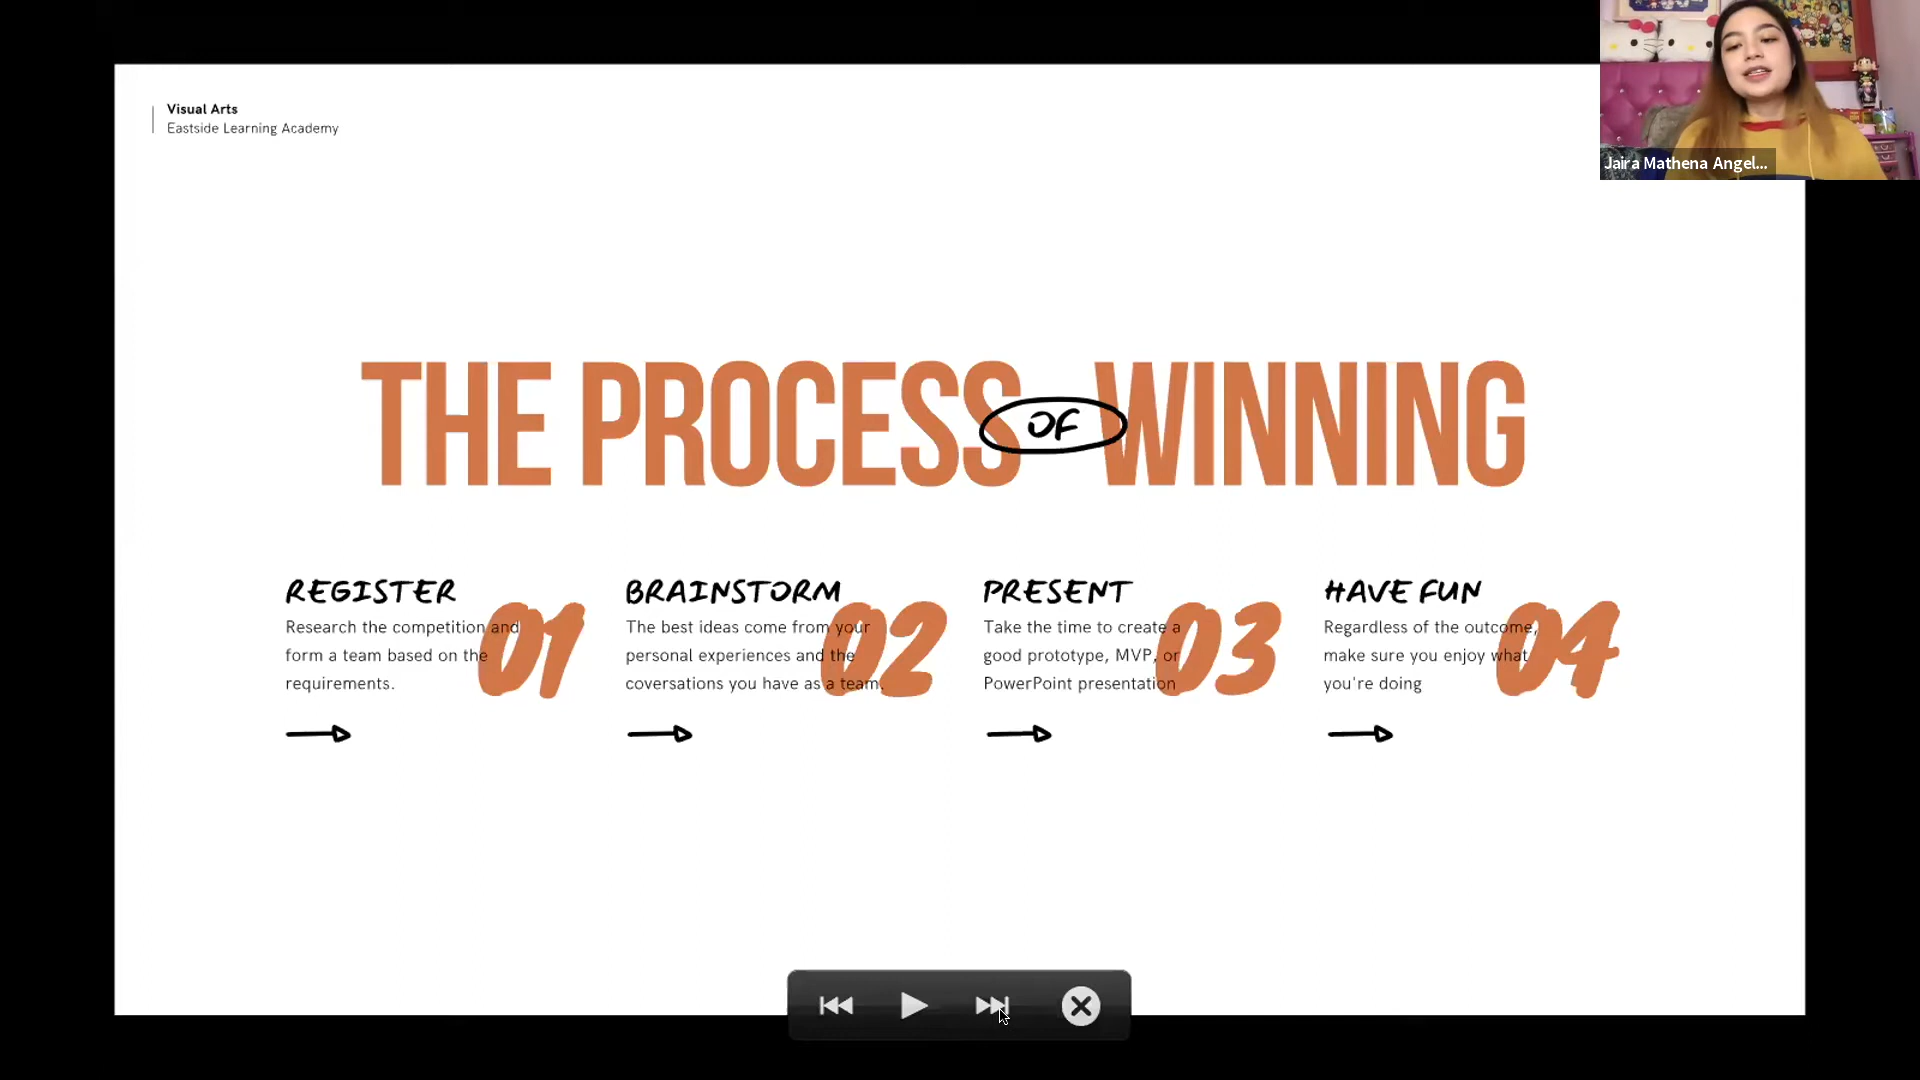 Visual Arts
Eastside Learning Academy
Jaira Mathena Angel...
THE PROCESS OF WINNING
REGISTER
01
Research the competition and
form a team based on the
requirements.
BRAINSTORM
02
The best ideas come from your
personal experiences and the
coversations you have as a team.
PRESENT
03
Take the time to create a
good prototype, MVP, or
PowerPoint presentation
HAVE FUN
04
Regardless of the outcome,
make sure you enjoy what
you're doing